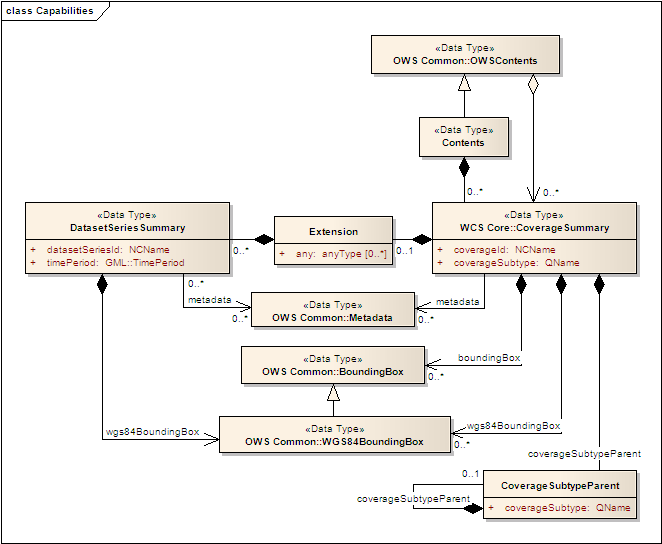 class Capabilities
«Data Type»
OWS Common::OWSContents
«Data Type»
Contents
0..*
0..*
«Data Type»
DatasetSeriesSummary
+ datasetSeriesId: NCName
+ timePeriod: GML::TimePeriod
0..*
Extension
+ any: anyType [0..*]
0..1
«Data Type»
WCS Core::CoverageSummary
+ coverageId: NCName
+ coverageSubtype: QName
0..*
metadata
0..*
«Data Type»
OWS Common::Metadata
metadata
0..*
«Data Type»
OWS Common::BoundingBox
boundingBox
0..*
wgs84BoundingBox
«Data Type»
OWS Common::WGS84BoundingBox
wgs84BoundingBox
0..*
coverageSubtypeParent
0..1
coverageSubtypeParent
CoverageSubtypeParent
+ coverageSubtype: QName